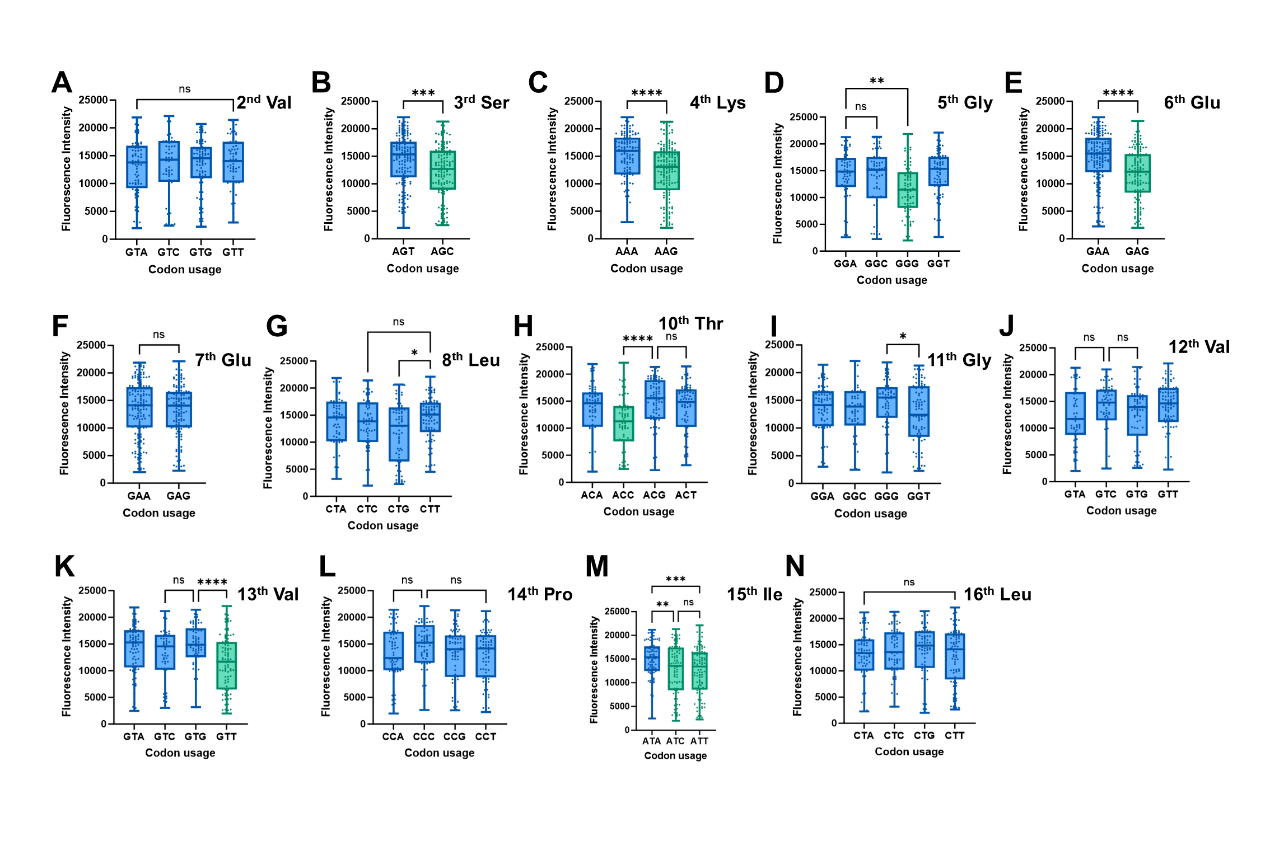 A
2nd Val
ns
Fluorescence Intensity
25000
20000
15000
10000
5000
0
GTA GTC GTG GTT
Codon usage
B
3rd Ser
***
Fluorescence Intensity
25000
20000
15000
10000
5000
0
AGT AGC
Codon usage
C
4th Lys
****
Fluorescence Intensity
25000
20000
15000
10000
5000
0
AAA AAG
Codon usage
D
5th Gly
**
ns
Fluorescence Intensity
25000
20000
15000
10000
5000
0
GGA GGC GGG GGT
Codon usage
E
6th Glu
****
Fluorescence Intensity
25000
20000
15000
10000
5000
0
GAA GAG
Codon usage
F
7th Glu
ns
Fluorescence Intensity
25000
20000
15000
10000
5000
0
GAA GAG
Codon usage
G
8th Leu
ns
*
Fluorescence Intensity
25000
20000
15000
10000
5000
0
CTA CTC CTG CTT
Codon usage
H
10th Thr
**** ns
Fluorescence Intensity
25000
20000
15000
10000
5000
0
ACA ACC ACG ACT
Codon usage
I
11th Gly
*
Fluorescence Intensity
25000
20000
15000
10000
5000
0
GGA GGC GGG GGT
Codon usage
J
12th Val
ns ns
Fluorescence Intensity
25000
20000
15000
10000
5000
0
GTA GTC GTG GTT
Codon usage
K
13th Val
ns ****
Fluorescence Intensity
25000
20000
15000
10000
5000
0
GTA GTC GTG GTT
Codon usage
L
14th Pro
ns ns
Fluorescence Intensity
25000
20000
15000
10000
5000
0
CCA CCC CCG CCT
Codon usage
M
15th Ile
***
** ns
Fluorescence Intensity
25000
20000
15000
10000
5000
0
ATA ATC ATT
Codon usage
N
16th Leu
ns
Fluorescence Intensity
25000
20000
15000
10000
5000
0
CTA CTC CTG CTT
Codon usage